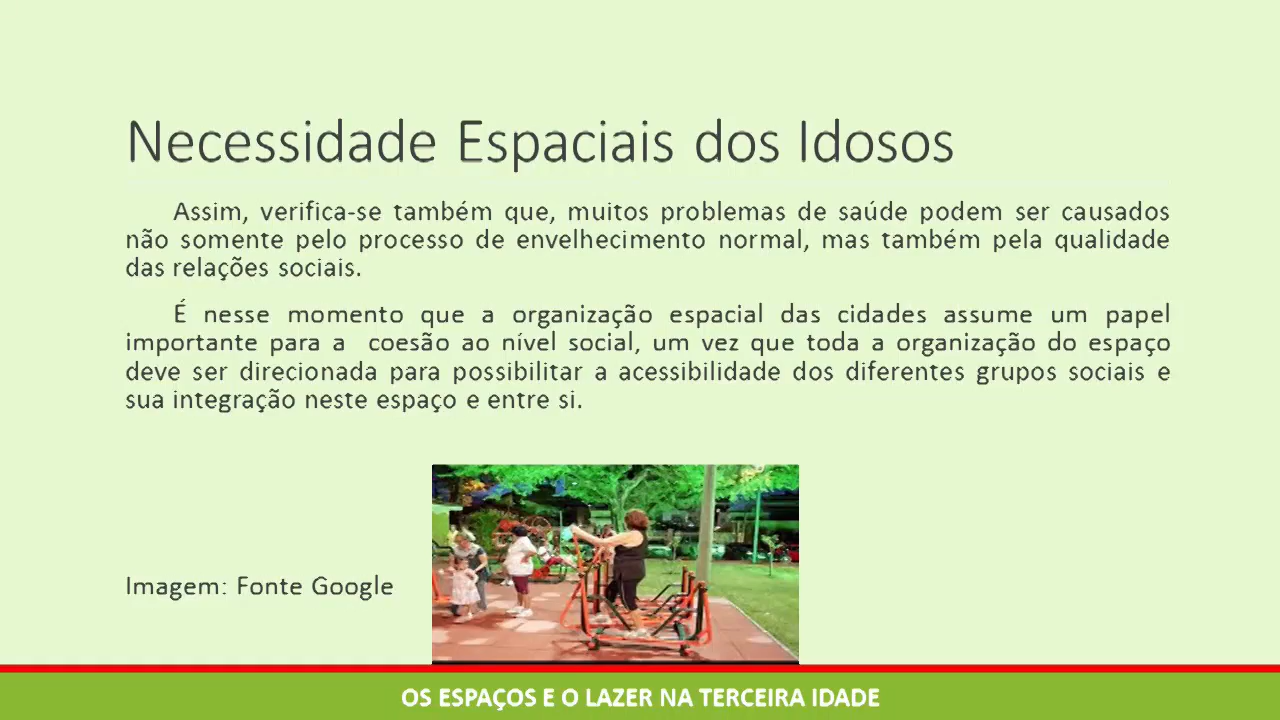 Necessidade Espaciais dos Idosos
Assim, verifica-se também que, muitos problemas de saúde podem ser causados
não somente pelo processo de envelhecimento normal, mas também pela qualidade
das relações sociais.
É nesse momento que a organização espacial das cidades assume um papel
importante para a coesão ao nível social, um vez que toda a organização do espaço
deve ser direcionada para possibilitar a acessibilidade dos diferentes grupos sociais e
sua integração neste espaço e entre si.
Imagem: Fonte Google
OS ESPAÇOS E O LAZER NA TERCEIRA IDADE